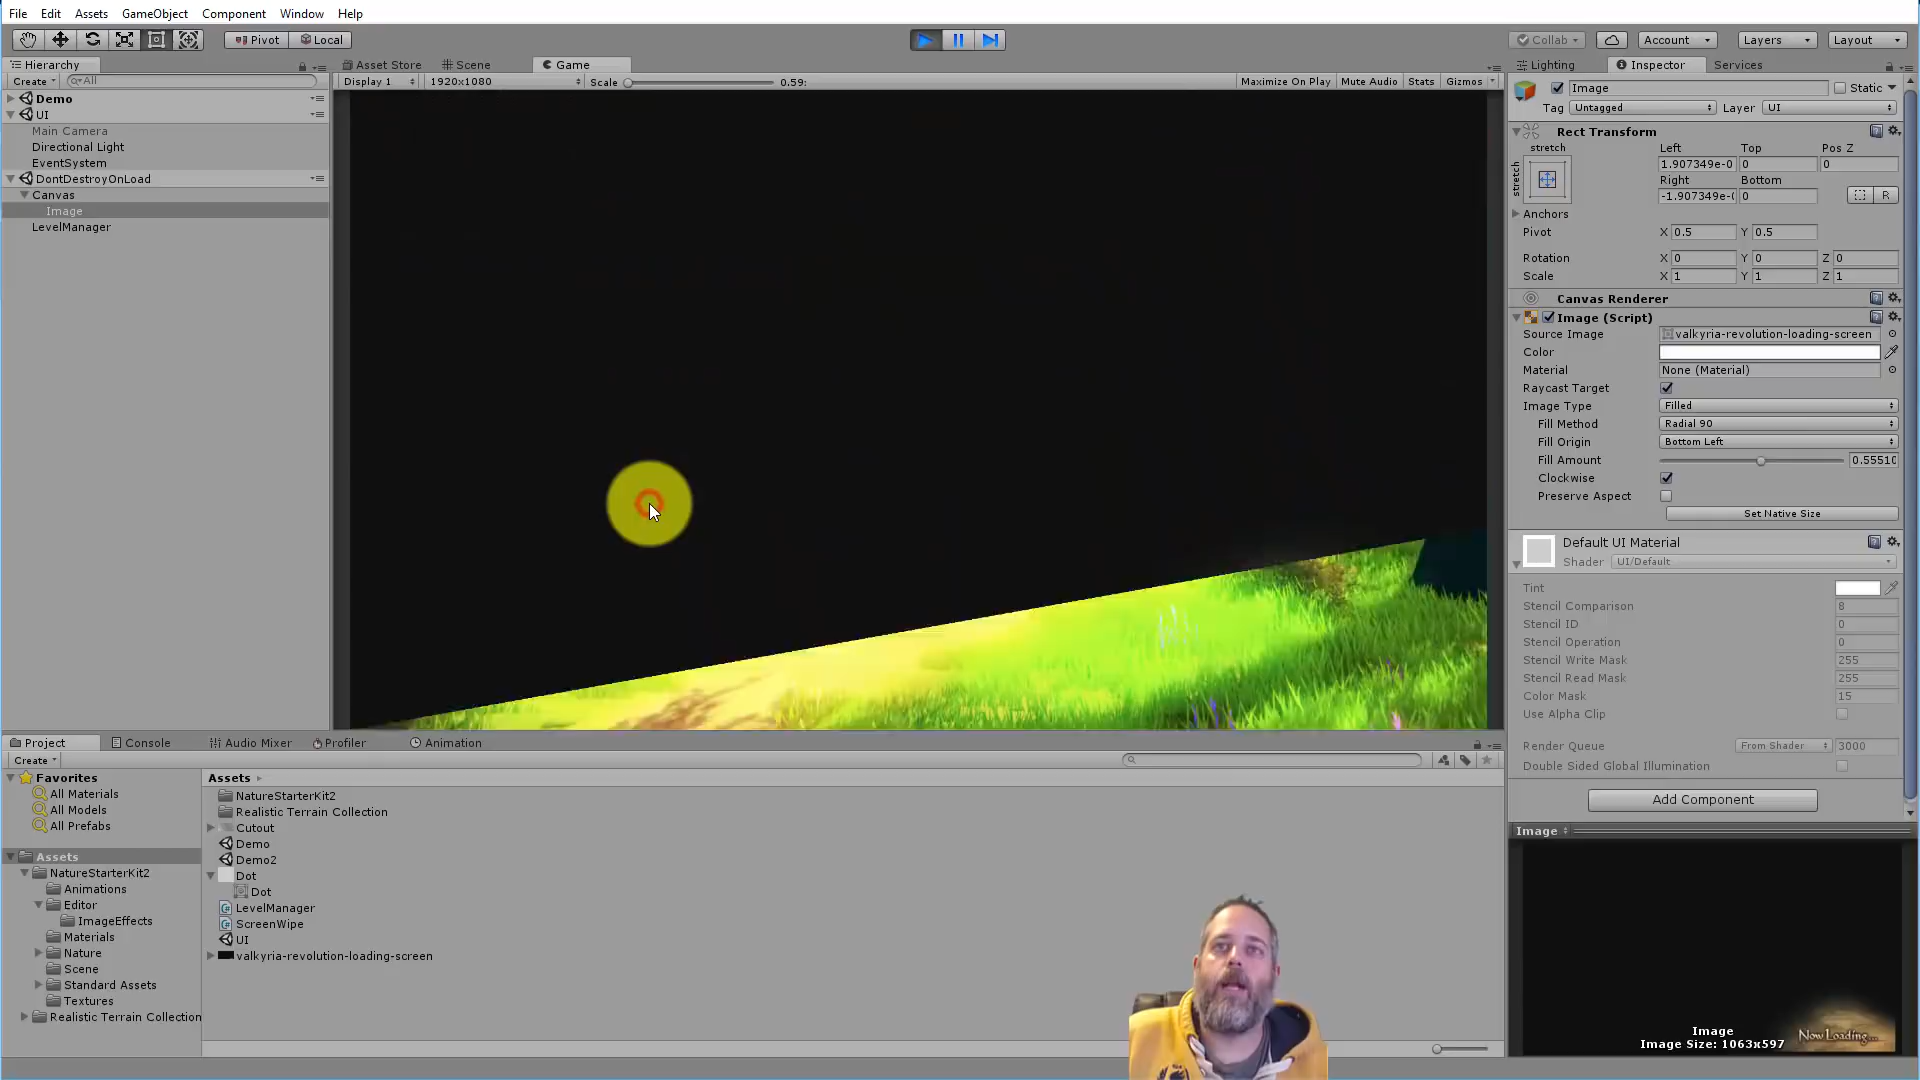 File Edit Assets GameObject Component Window Help
Pivot Local Collab Account Layers Layout
Hierarchy Asset Store Scene Game Lighting Inspector Services
Create All Display 1 1920x1080 Scale 0.59: Maximize On Play Mute Audio Stats Gizmos
Image Static
Tag Untagged Layer UI
Demo
UI
Main Camera
Directional Light
EventSystem
DontDestroyOnLoad
Canvas
Image
LevelManager
Rect Transform
stretch Left Top Pos Z
stretch 1.907349e-0 0 0
Right Bottom
-1.907349e-( 0 R
Anchors
Pivot X 0.5 Y 0.5
Rotation X 0 Y 0 Z 0
Scale X 1 Y 1 Z 1
Canvas Renderer
Image (Script)
Source Image valkyria-revolution-loading-screen
Color
Material None (Material)
Raycast Target
Image Type Filled
Fill Method Radial 90
Fill Origin Bottom Left
Fill Amount 0.5551(
Clockwise
Preserve Aspect
Set Native Size
Default UI Material
Shader UI/Default
Tint
Stencil Comparison 8
Stencil ID 0
Stencil Operation 0
Stencil Write Mask 255
Stencil Read Mask 255
Color Mask 15
Use Alpha Clip
Render Queue From Shader 3000
Double Sided Global Illumination
Add Component
Project Console Audio Mixer Profiler Animation
Create
Favorites
All Materials
All Models
All Prefabs
Assets
NatureStarterKit2
Animations
Editor
ImageEffects
Materials
Nature
Scene
Standard Assets
Textures
Realistic Terrain Collection
Assets
NatureStarterKit2
Realistic Terrain Collection
Cutout
Demo
Demo2
Dot
Dot
LevelManager
ScreenWipe
UI
valkyria-revolution-loading-screen
Image
Now Loading...
Image
Image Size: 1063x597